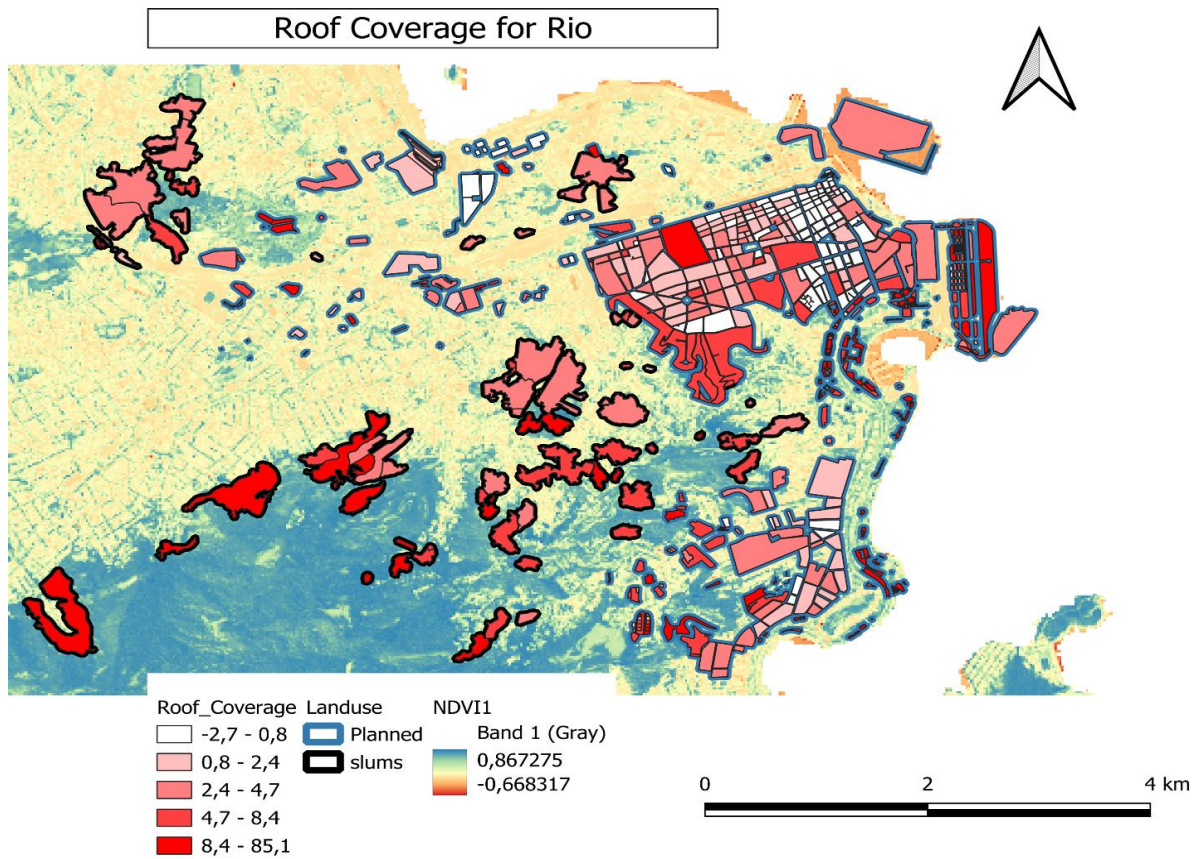 Roof Coverage for Rio
Roof_Coverage
-2,7 - 0,8
0,8 - 2,4
2,4 - 4,7
4,7 - 8,4
8,4 - 85,1
Landuse
Planned
slums
NDVI1
Band 1 (Gray)
0,867275
-0,668317
0 2 4 km